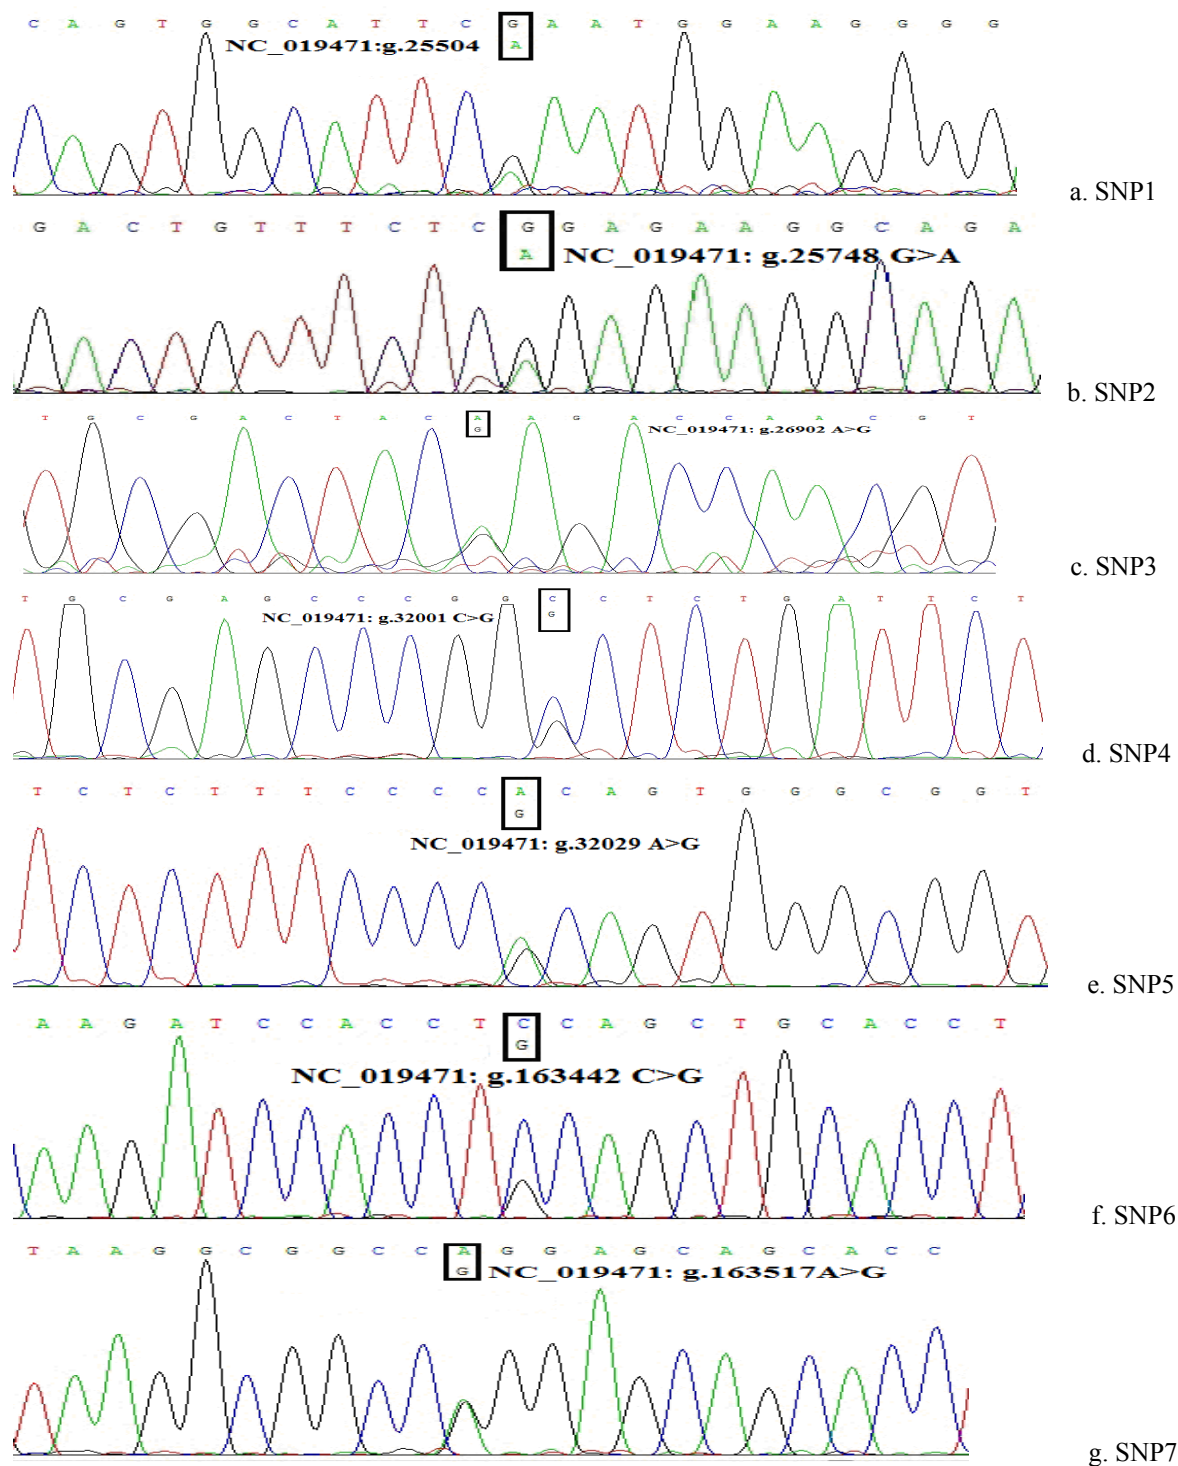 C A G T G G C A T T C G A A T G G A A G G G G
NC_019471:g.25504 A
a. SNP1
G A C T G T T T C T C G G A G A A G G C A G A
A NC_019471: g.25748 G>A
b. SNP2
T G C G A C T A C A A G A C C A A C G T
G NC_019471: g.26902 A>G
c. SNP3
T G C G A G C C C G G C C T C T G A T T C T
NC_019471: g.32001 C>G G
d. SNP4
T C T C T T T C C C C A C A G T G G G C G G T
G
NC_019471: g.32029 A>G
e. SNP5
A A G A T C C A C C T C C A G C T G C A C C T
G
NC_019471: g.163442 C>G
f. SNP6
T A A G G C G G C C A G G A G C A G C A C C
G NC_019471: g.163517A>G
g. SNP7